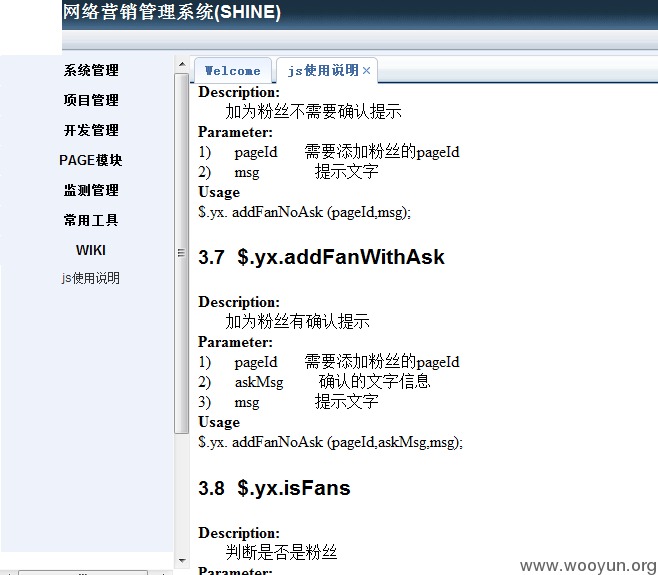 网络营销管理系统(SHINE)
系统管理
项目管理
开发管理
PAGE模块
监测管理
常用工具
WIKI
js使用说明
Welcome
js使用说明×
Description:
加为粉丝不需要确认提示
Parameter:
1) pageId 需要添加粉丝的pageId
2) msg 提示文字
Usage
$.yx. addFanNoAsk (pageId,msg);
3.7 $.yx.addFanWithAsk
Description:
加为粉丝有确认提示
Parameter:
1) pageId 需要添加粉丝的pageId
2) askMsg 确认的文字信息
3) msg 提示文字
Usage
$.yx. addFanNoAsk (pageId,askMsg,msg);
3.8 $.yx.isFans
Description:
判断是否是粉丝
Parameter:
www.wooyun.org